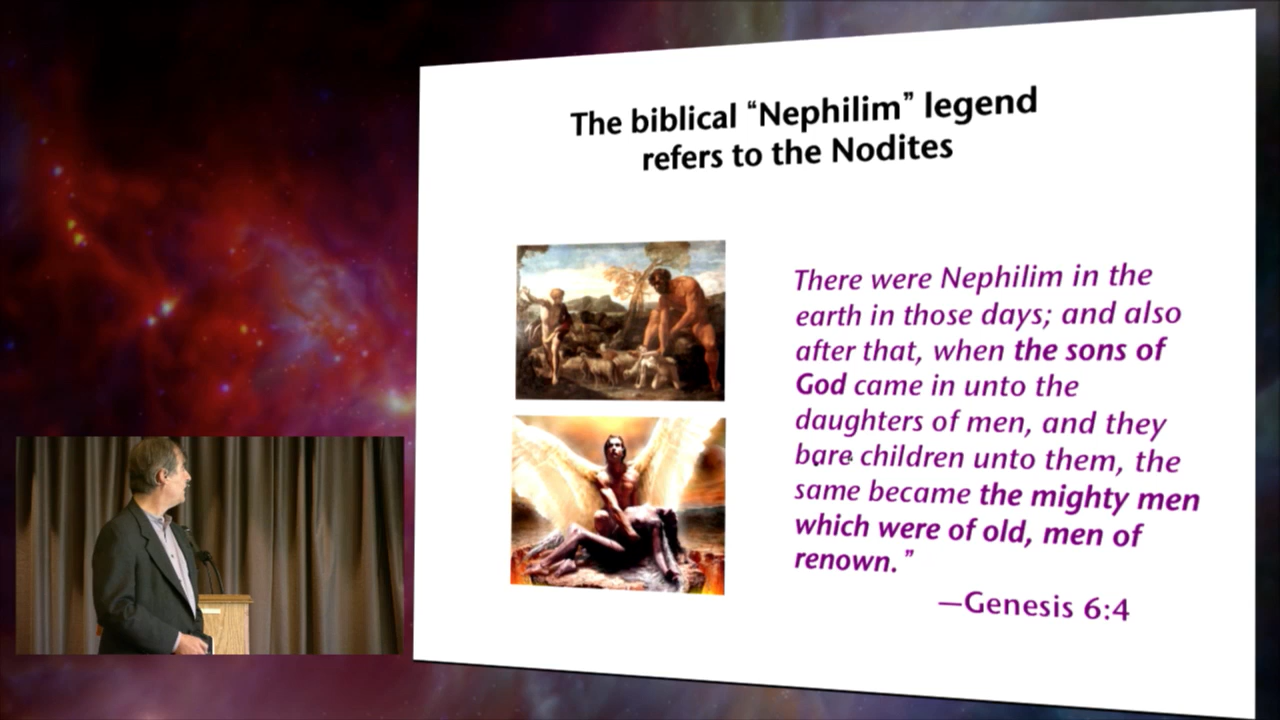 The biblical “Nephilim” legend
refers to the Nodites
There were Nephilim in the
earth in those days; and also
after that, when the sons of
God came in unto the
daughters of men, and they
bare children unto them, the
same became the mighty men
which were of old, men of
renown.”
—Genesis 6:4